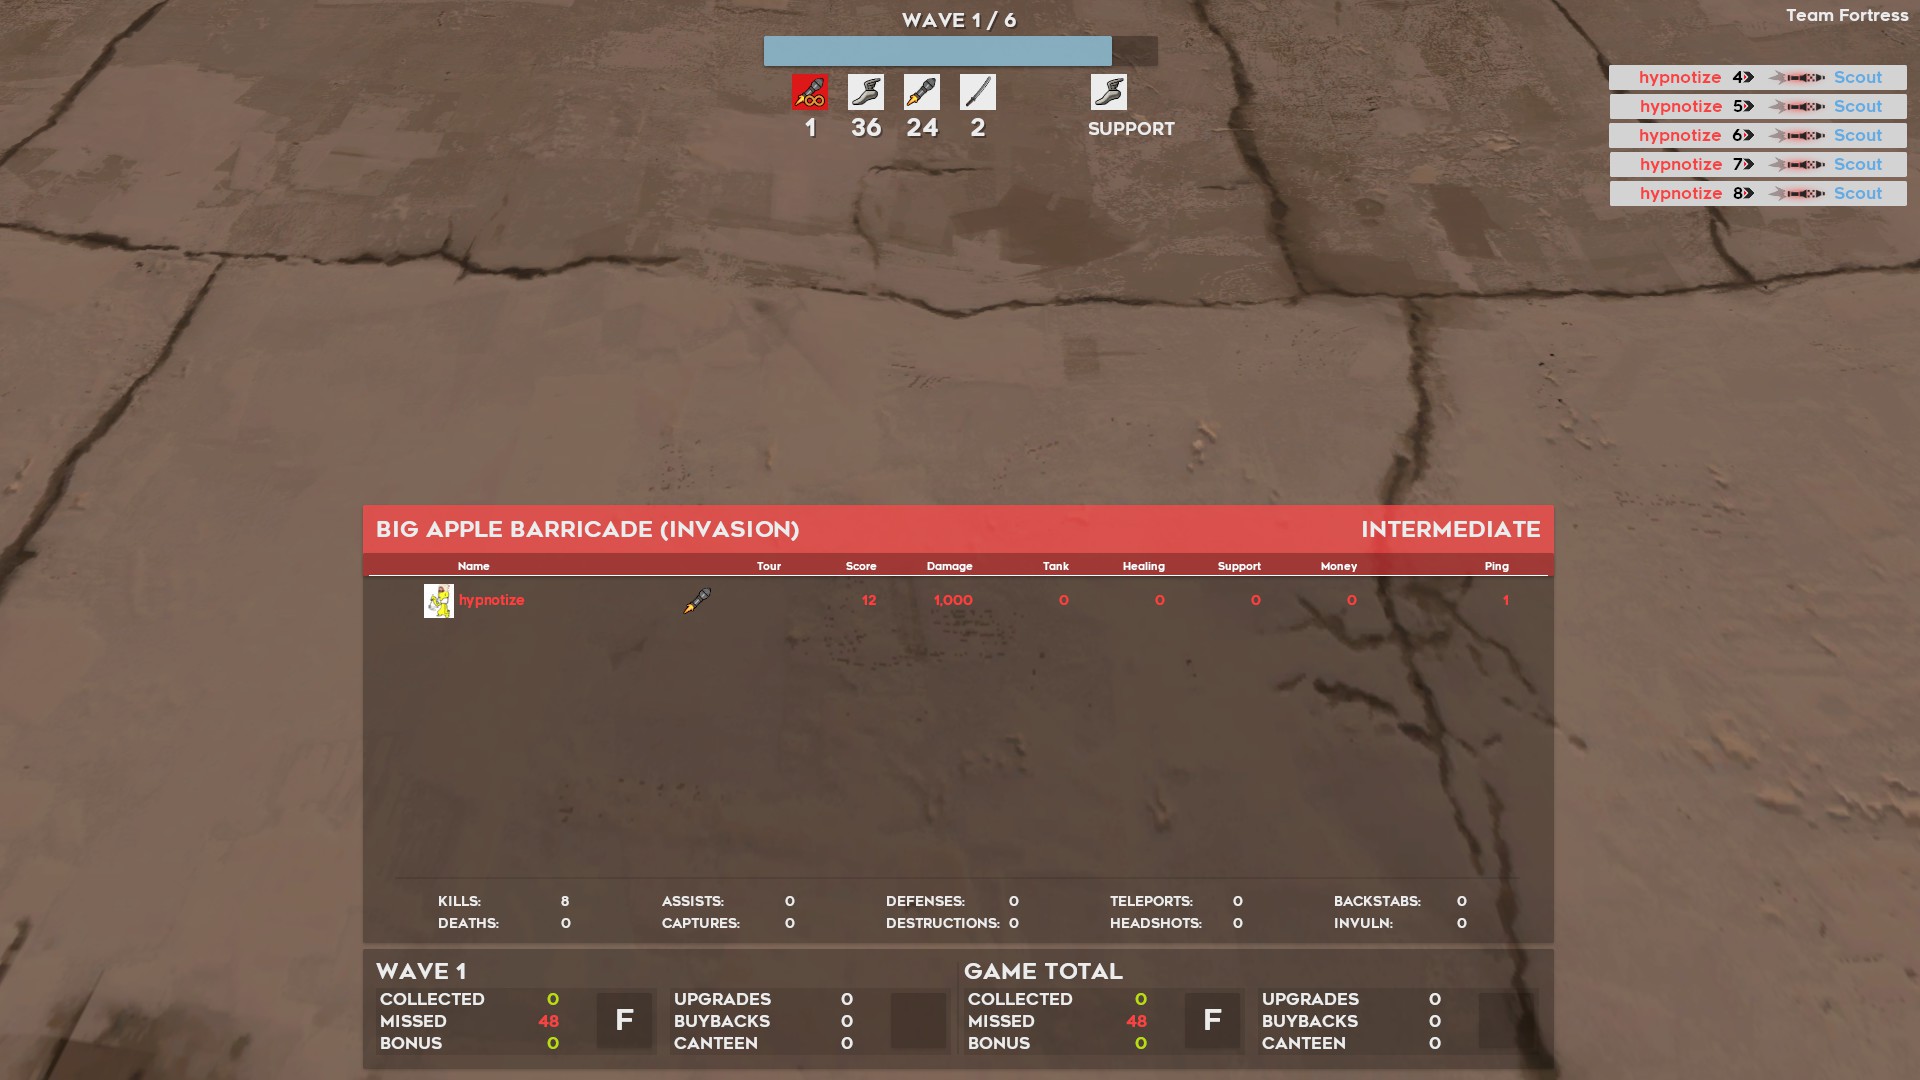 WAVE 1 / 6
Team Fortress
1 36 24 2 SUPPORT
hypnotize 4 Scout
hypnotize 5 Scout
hypnotize 6 Scout
hypnotize 7 Scout
hypnotize 8 Scout
BIG APPLE BARRICADE (INVASION) INTERMEDIATE
Name Tour Score Damage Tank Healing Support Money Ping
hypnotize 12 1,000 0 0 0 0 1
KILLS: 8 ASSISTS: 0 DEFENSES: 0 TELEPORTS: 0 BACKSTABS: 0
DEATHS: 0 CAPTURES: 0 DESTRUCTIONS: 0 HEADSHOTS: 0 INVULN: 0
WAVE 1 GAME TOTAL
COLLECTED 0 UPGRADES 0 COLLECTED 0 UPGRADES 0
MISSED 48 F BUYBACKS 0 MISSED 48 F BUYBACKS 0
BONUS 0 CANTEEN 0 BONUS 0 CANTEEN 0